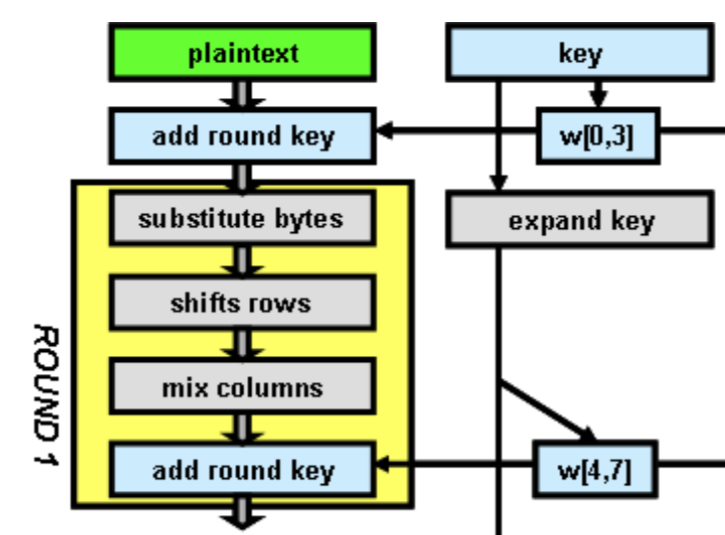 plaintext
key
add round key
w[0,3]
substitute bytes
expand key
shifts rows
mix columns
add round key
w[4,7]
ROUND 1